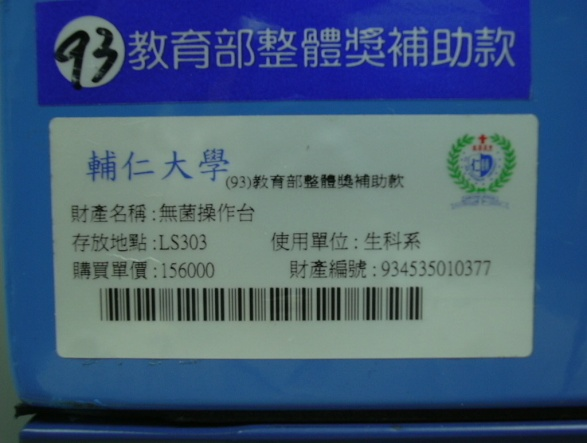 93教育部整體獎補助款
輔仁大學(93)教育部整體獎補助款
財產名稱:無菌操作台
存放地點:LS303 使用單位:生科系
購買單價:156000 財產編號:934535010377